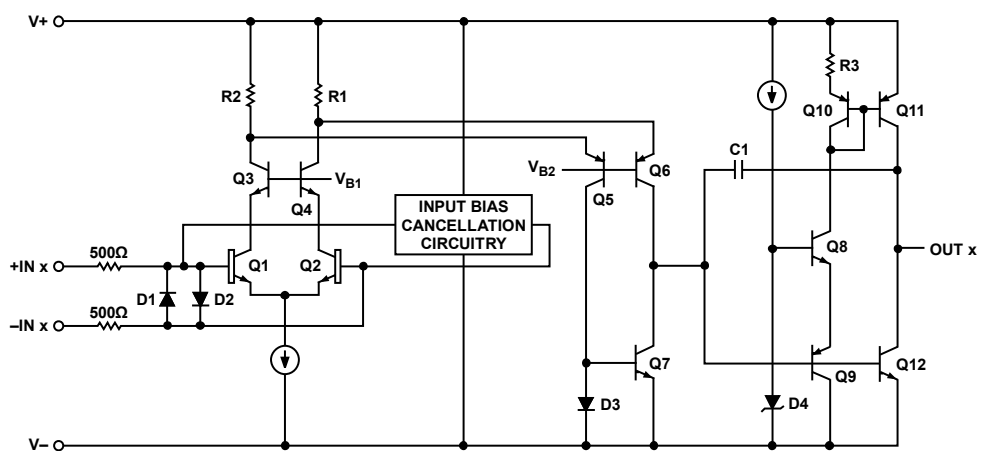 V+
R2
R1
R3
Q10
Q11
C1
Q3
VB1
VB2
Q6
Q4
Q5
INPUT BIAS
CANCELLATION
CIRCUITRY
Q8
OUT x
500Ω
+IN x
Q1
Q2
D1
D2
500Ω
–IN x
Q7
Q9
Q12
D3
D4
V–